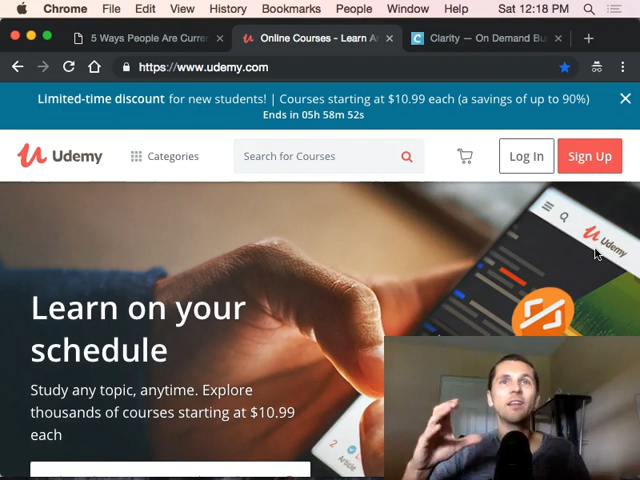 Chrome File Edit View History Bookmarks People Window Help Sat 12:18 PM
5 Ways People Are Curren
Online Courses - Learn A
Clarity — On Demand Bu
https://www.udemy.com
Limited-time discount for new students! | Courses starting at $10.99 each (a savings of up to 90%)
Ends in 05h 58m 52s
Udemy
Categories
Search for Courses
Log In
Sign Up
Udemy
Learn on your
schedule
Study any topic, anytime. Explore
thousands of courses starting at $10.99
each
2
Article